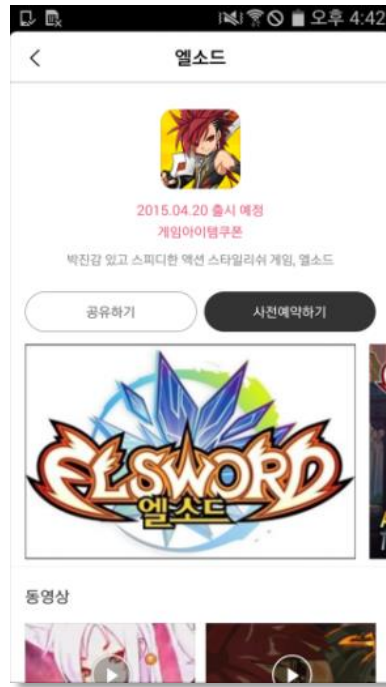 오후 4:42
엘소드
2015.04.20 출시 예정
게임아이템쿠폰
박진감 있고 스피디한 액션 스타일리쉬 게임, 엘소드
공유하기
사전예약하기
ELSWORD
엘소드
동영상